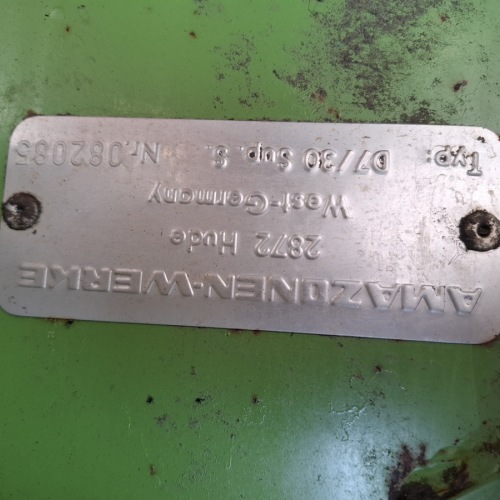 AMAZONEN-WERKE
2872 Hude
West-Germany
Typ: D7/30 Sup. S.